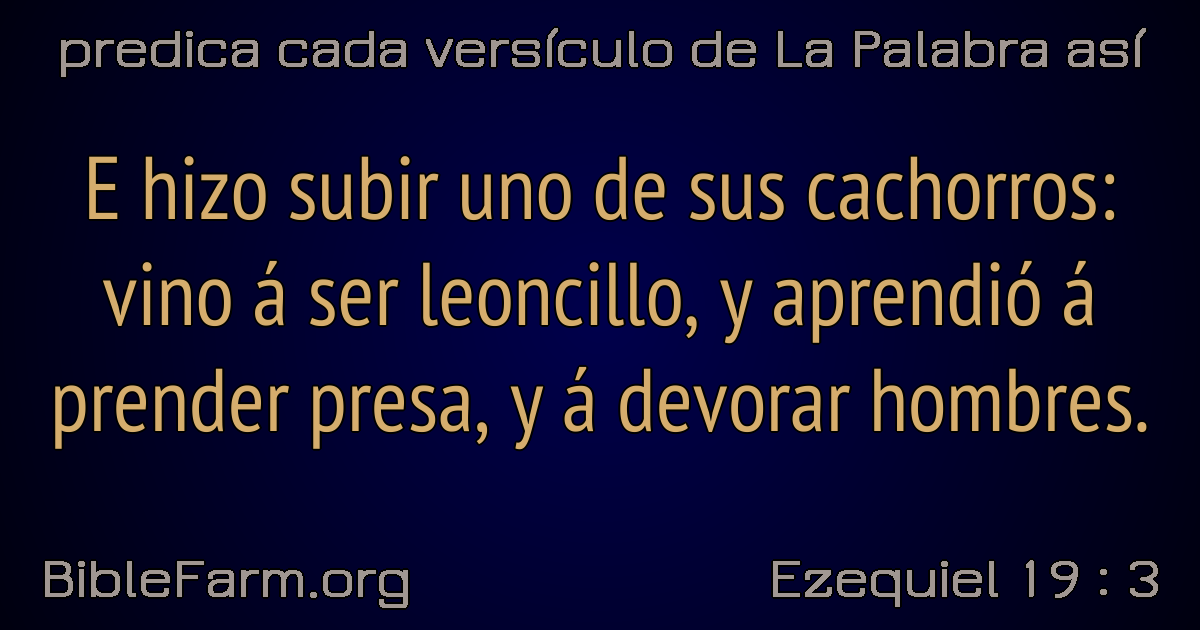 predica cada versículo de La Palabra así
E hizo subir uno de sus cachorros:
vino á ser leoncillo, y aprendió á
prender presa, y á devorar hombres.
BibleFarm.org
Ezequiel 19 : 3